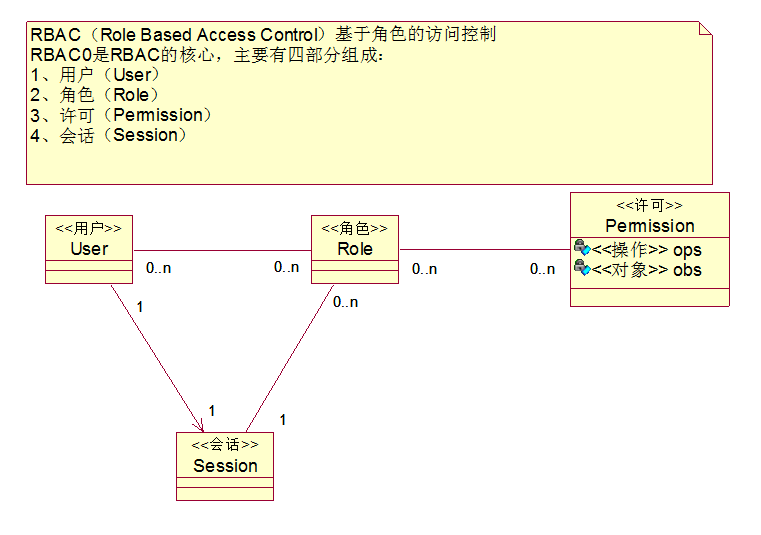 RBAC（Role Based Access Control）基于角色的访问控制
RBAC0是RBAC的核心，主要有四部分组成：
1、用户（User）
2、角色（Role）
3、许可（Permission）
4、会话（Session）
<<许可>>
Permission
<<操作>> ops
<<对象>> obs
<<用户>>
User
<<角色>>
Role
0..n
0..n
0..n
0..n
1
0..n
1
1
<<会话>>
Session